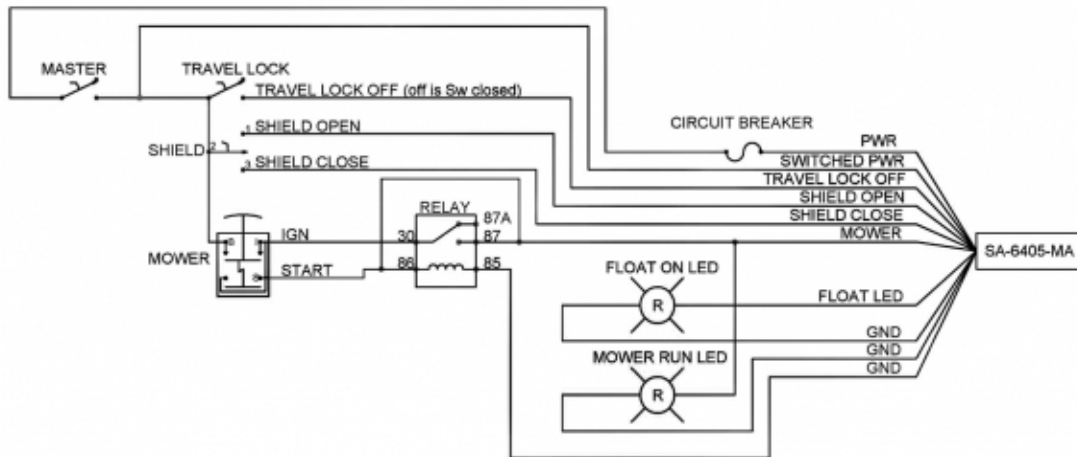 MASTER
TRAVEL LOCK
TRAVEL LOCK OFF (off is Sw closed)
1 SHIELD OPEN
SHIELD 2
3 SHIELD CLOSE
CIRCUIT BREAKER
PWR
SWITCHED PWR
TRAVEL LOCK OFF
SHIELD OPEN
SHIELD CLOSE
MOWER
SA-6405-MA
RELAY
87A
IGN
30
87
MOWER
START
86
85
FLOAT ON LED
R
FLOAT LED
GND
MOWER RUN LED
GND
GND
R